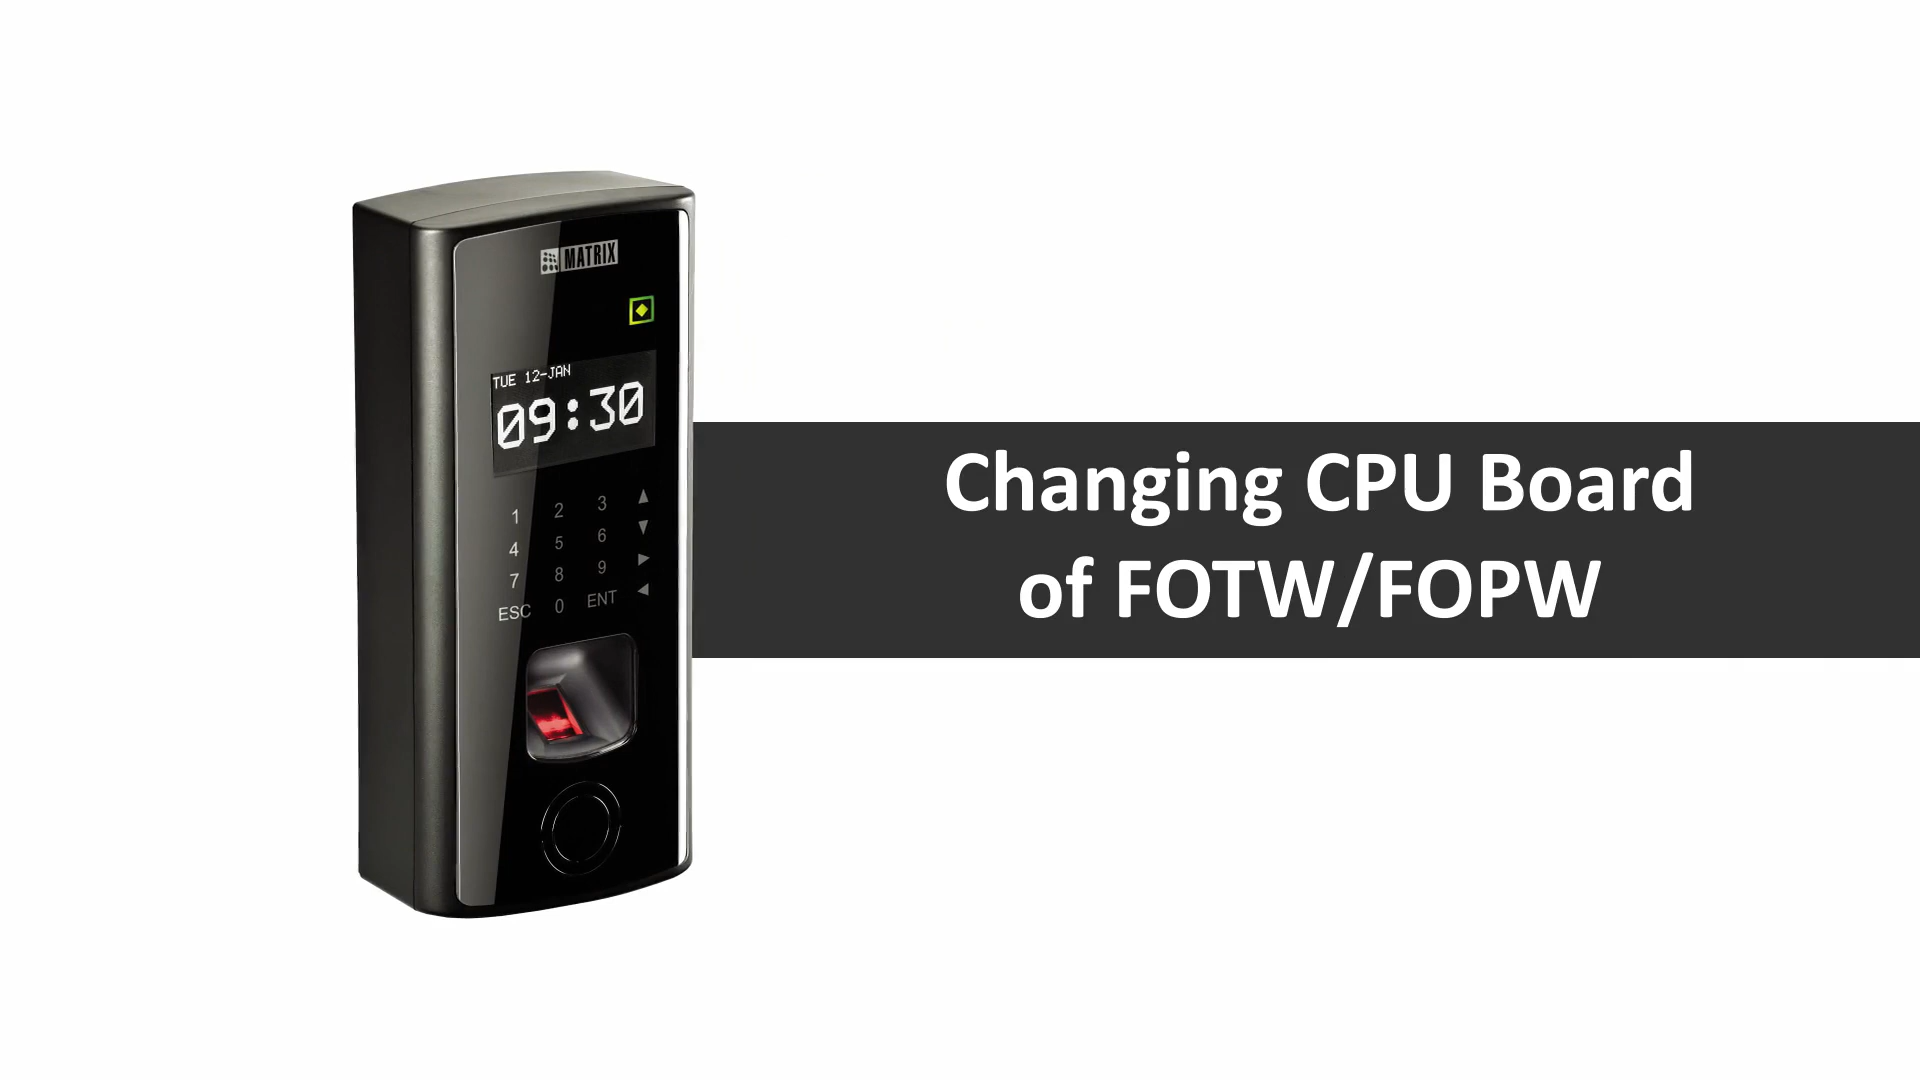 MATRIX
TUE 12-JAN
09:30
1 2 3 ▲
4 5 6 ▼
7 8 9 ▶
ESC 0 ENT ◀
Changing CPU Board
of FOTW/FOPW